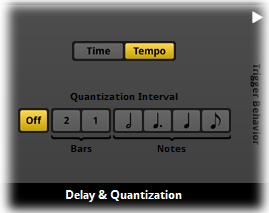 Time Tempo
Quantization Interval
Off 2 1
Bars Notes
Trigger Behavior
Delay & Quantization